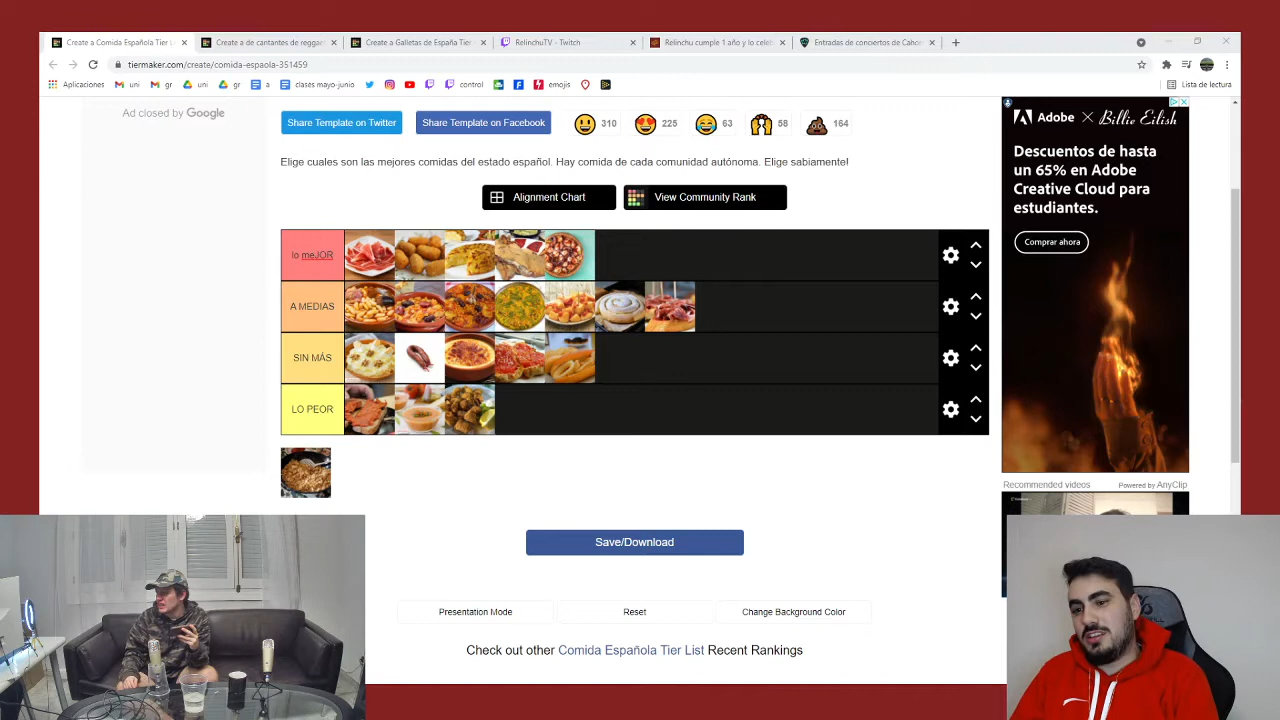 Create a Comida Española Tier L
Create a de cantantes de reggae
Create a Galletas de España Tier
RelinchuTV - Twitch
Relinchu cumple 1 año y lo celeb
Entradas de conciertos de Caho
tiermaker.com/create/comida-espaola-351459
Aplicaciones
uni
gr
uni
gr
a
clases mayo-junio
control
emojis
Lista de lectura
Ad closed by Google
Share Template on Twitter
Share Template on Facebook
310
225
63
58
164
Elige cuales son las mejores comidas del estado español. Hay comida de cada comunidad autónoma. Elige sabiamente!
Alignment Chart
View Community Rank
lo meJOR
A MEDIAS
SIN MÁS
LO PEOR
Save/Download
Presentation Mode
Reset
Change Background Color
Check out other Comida Española Tier List Recent Rankings
Adobe X Billie Eilish
Descuentos de hasta
un 65% en Adobe
Creative Cloud para
estudiantes.
Comprar ahora
Recommended videos
Powered by AnyClip